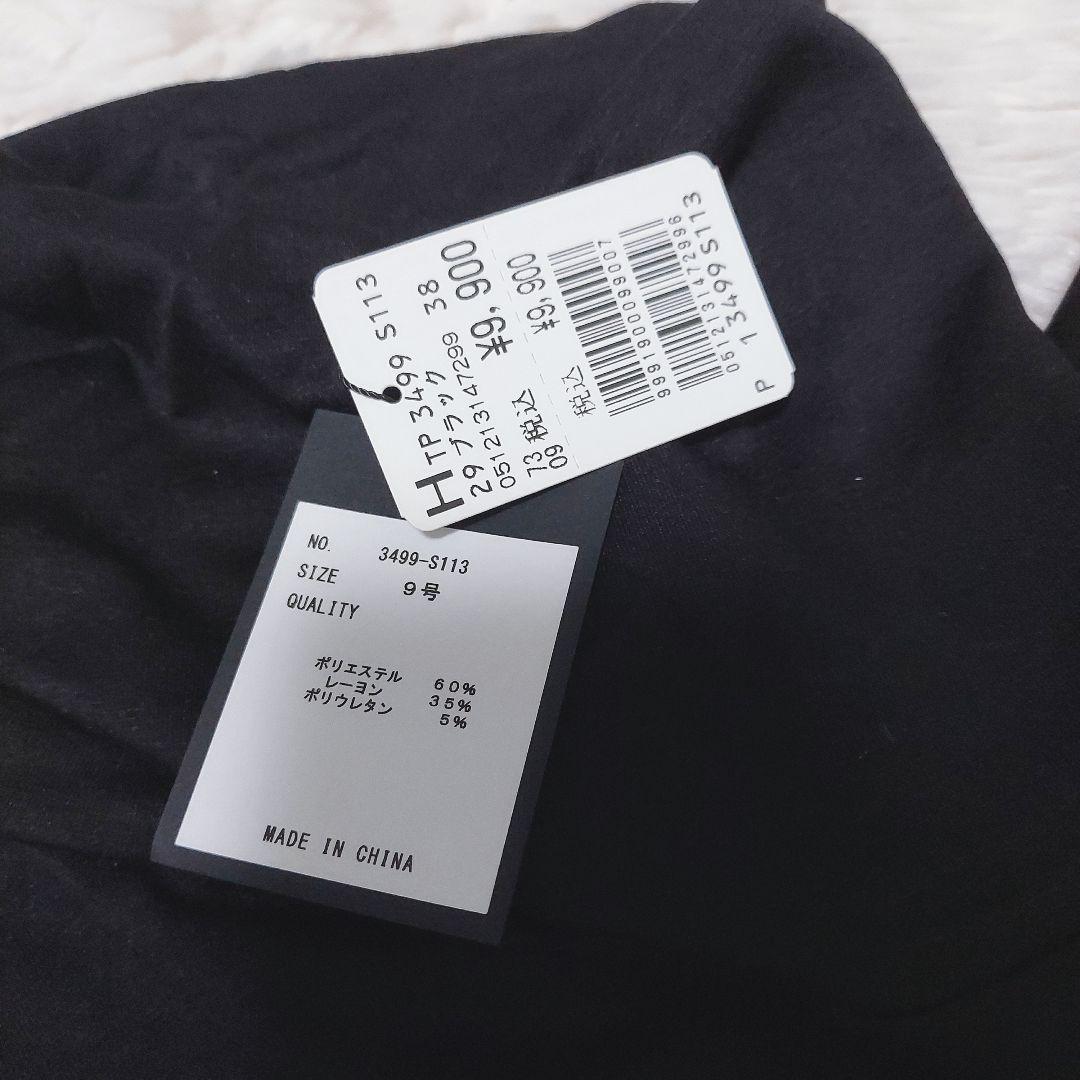 H TP 3499 S113
29 ブラック 38
051213147299
¥9,900
73 税込
09 ¥9,900
税込
9991900099007
0512131472996
P 1 3499 S113
NO. 3499-S113
SIZE 9号
QUALITY
ポリエステル 60%
レーヨン 35%
ポリウレタン 5%
MADE IN CHINA